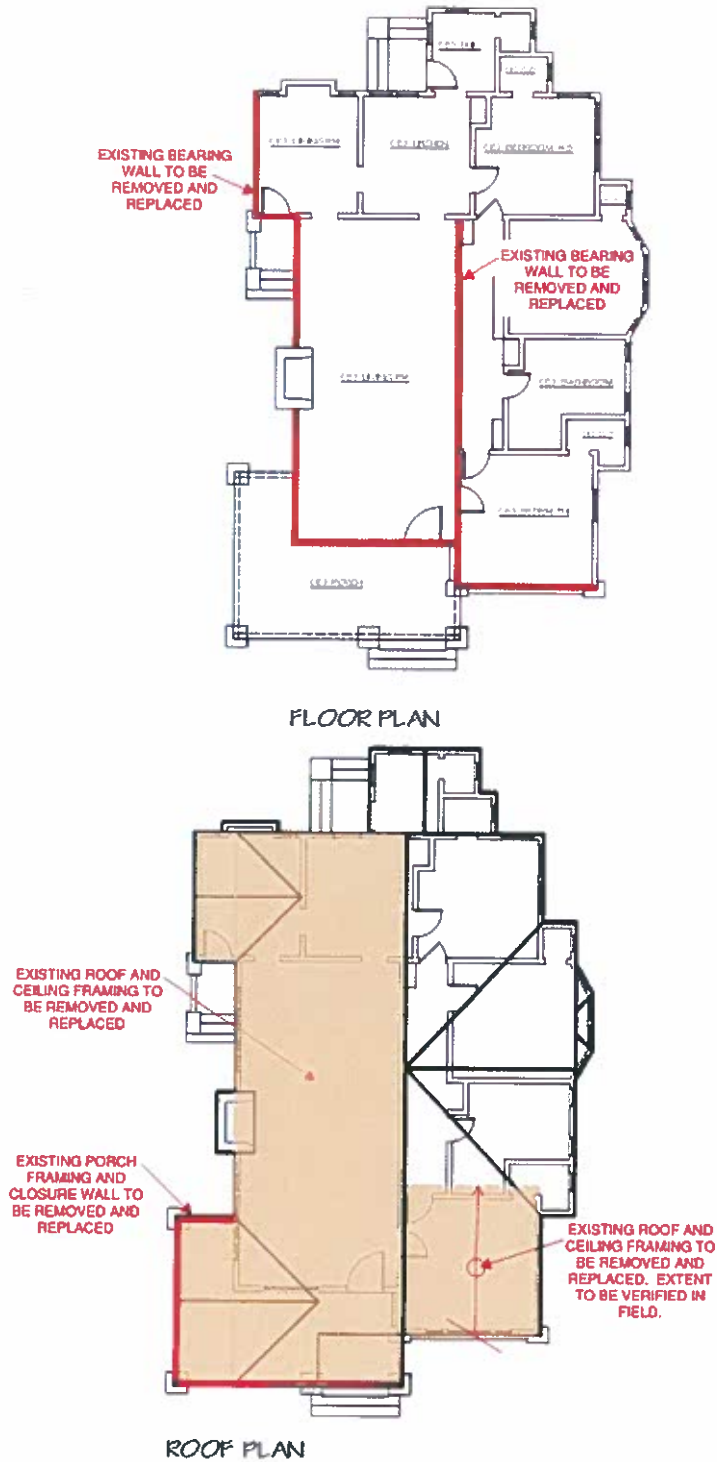 EXISTING BEARING
WALL TO BE
REMOVED AND
REPLACED
EXISTING BEARING
WALL TO BE
REMOVED AND
REPLACED
FLOOR PLAN
EXISTING ROOF AND
CEILING FRAMING TO
BE REMOVED AND
REPLACED
EXISTING PORCH
FRAMING AND
CLOSURE WALL TO
BE REMOVED AND
REPLACED
EXISTING ROOF AND
CEILING FRAMING TO
BE REMOVED AND
REPLACED. EXTENT
TO BE VERIFIED IN
FIELD.
ROOF PLAN